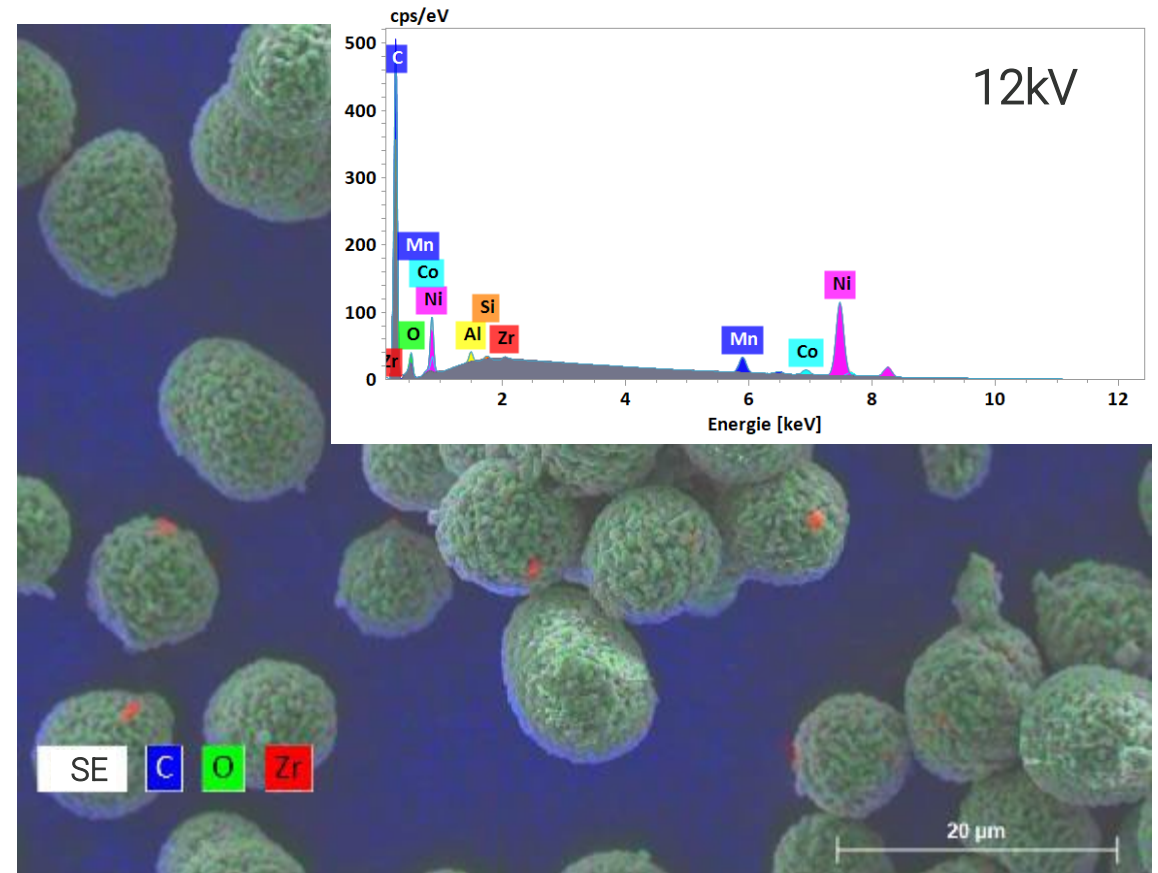 cps/eV
500
400
300
200
100
0
C
Mn
Co
Ni
O
Al
Si
Zr
Zr
Mn
Co
Ni
12kV
2 4 6 8 10 12
Energie [keV]
SE C O Zr
20 µm